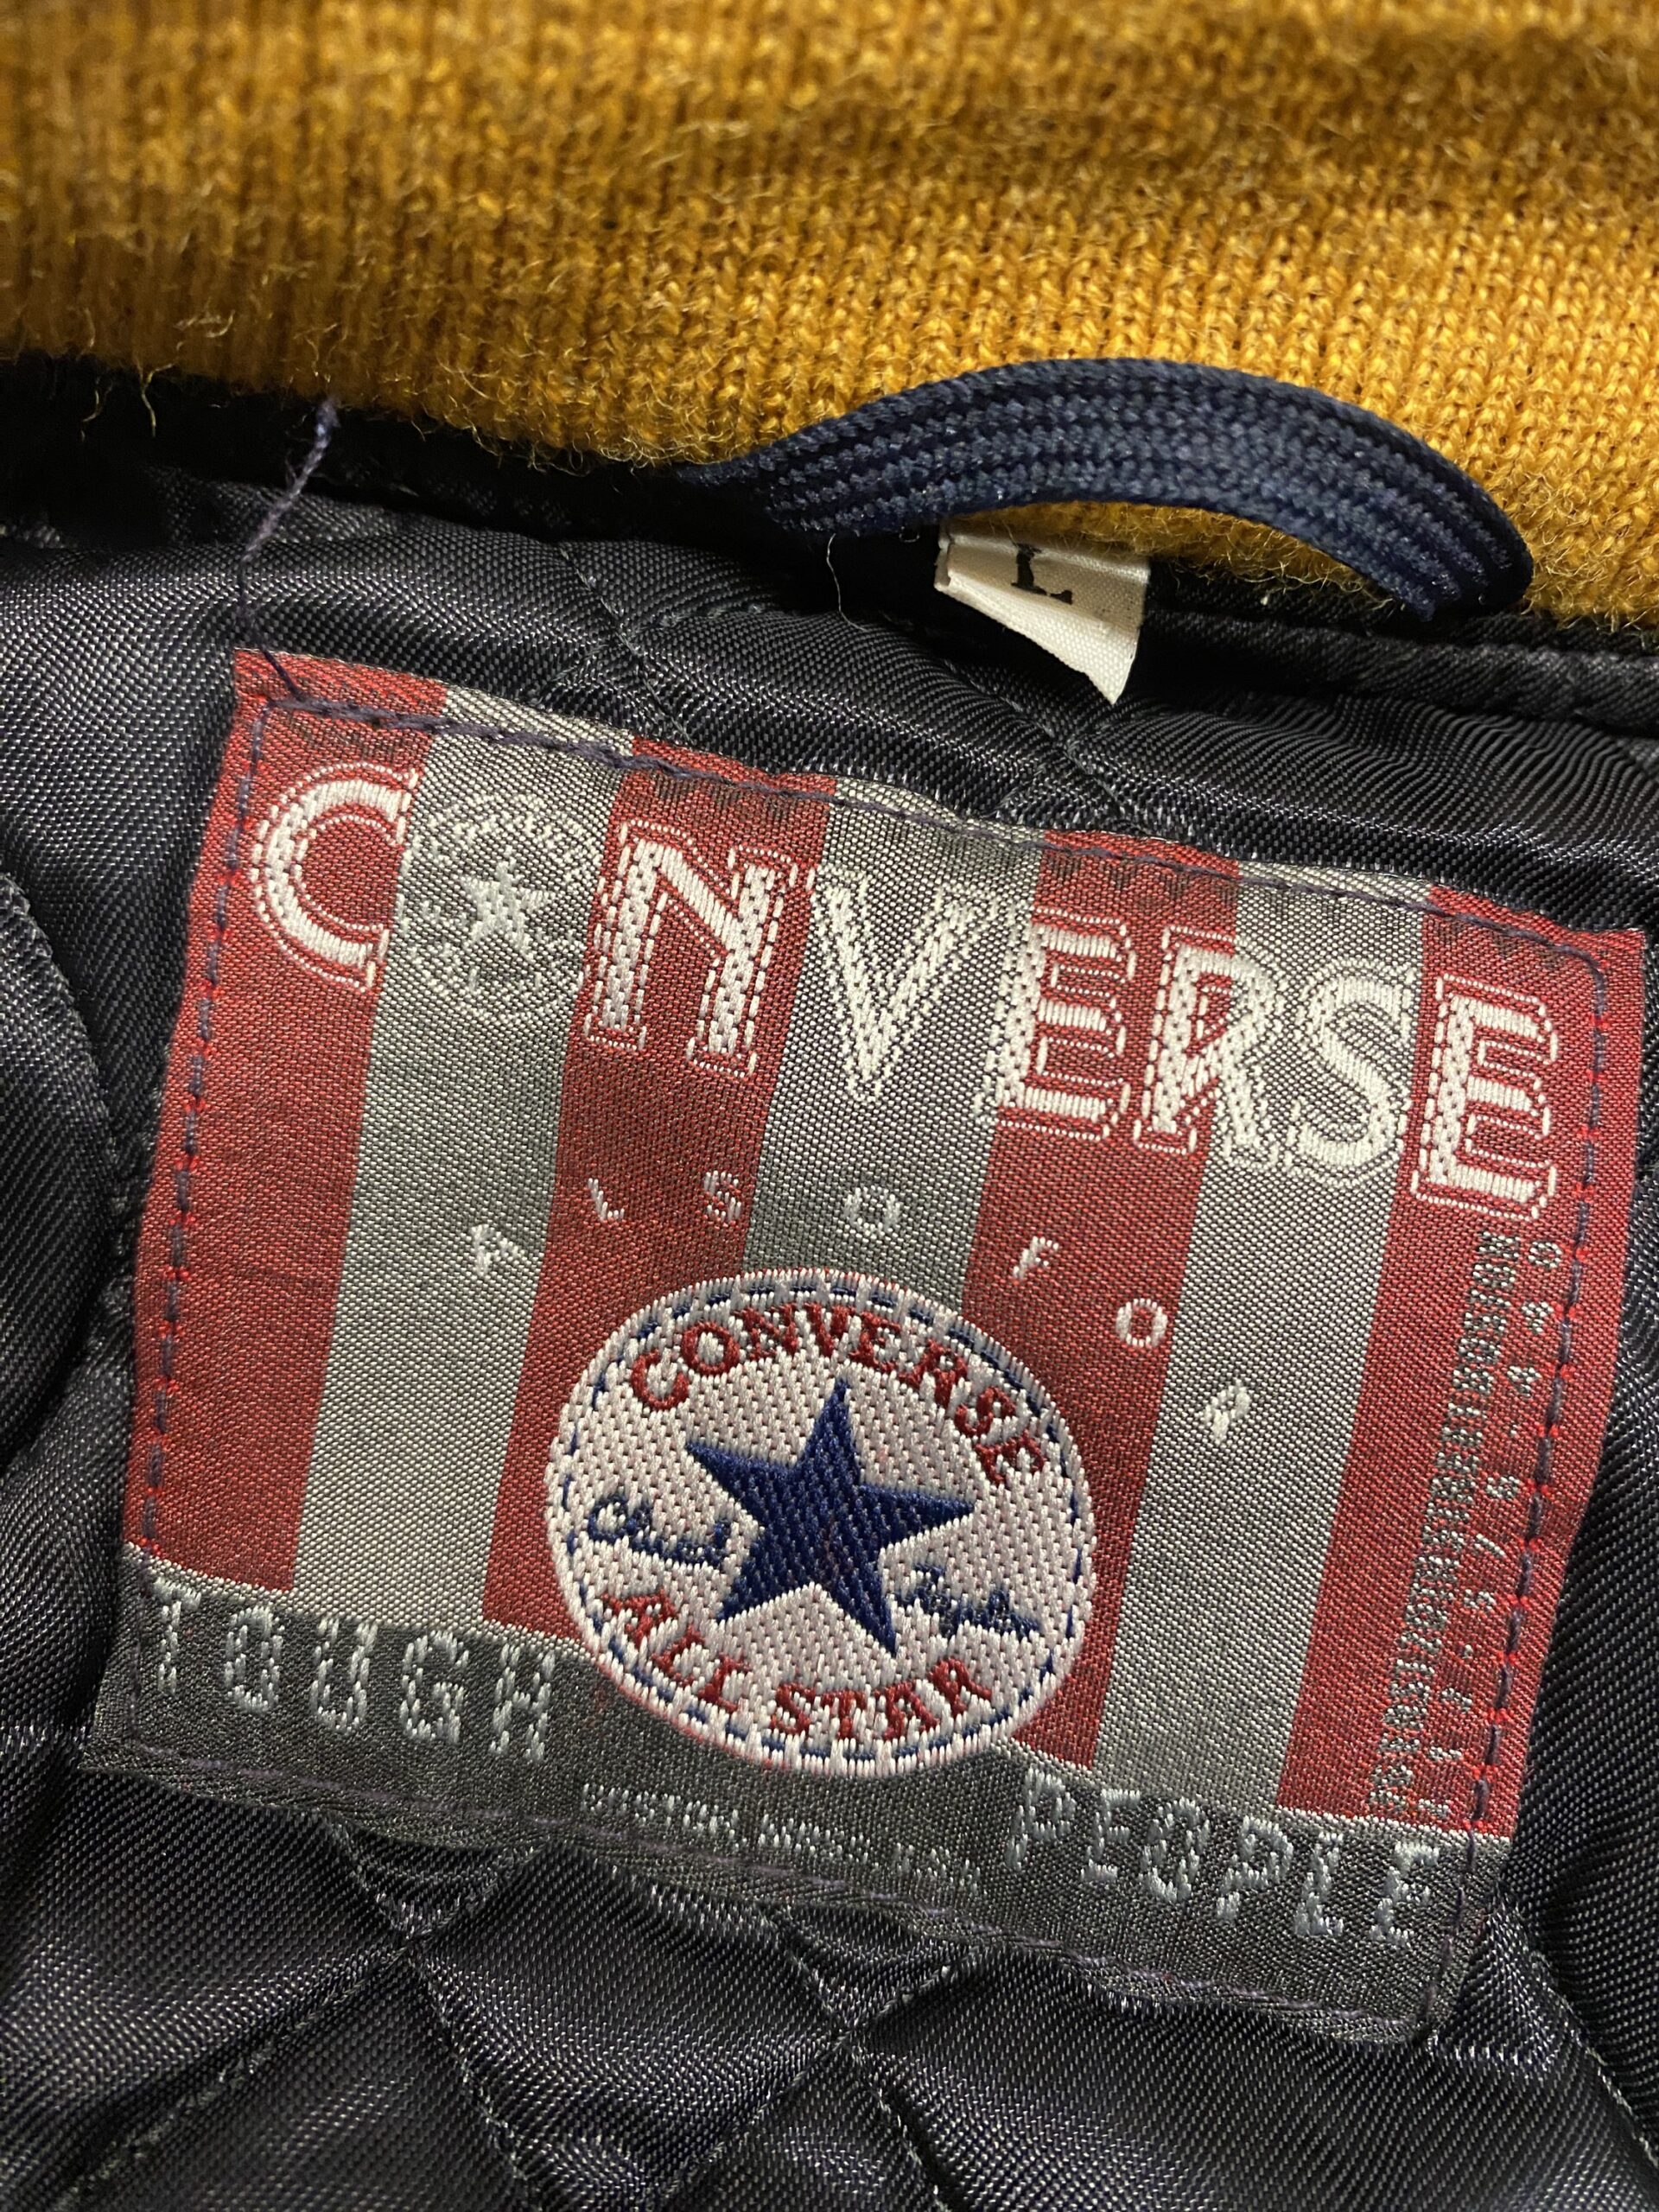 L
CONVERSE
ALSO FOR
CONVERSE
Chuck Taylor
ALL STAR
TOUGH PEOPLE